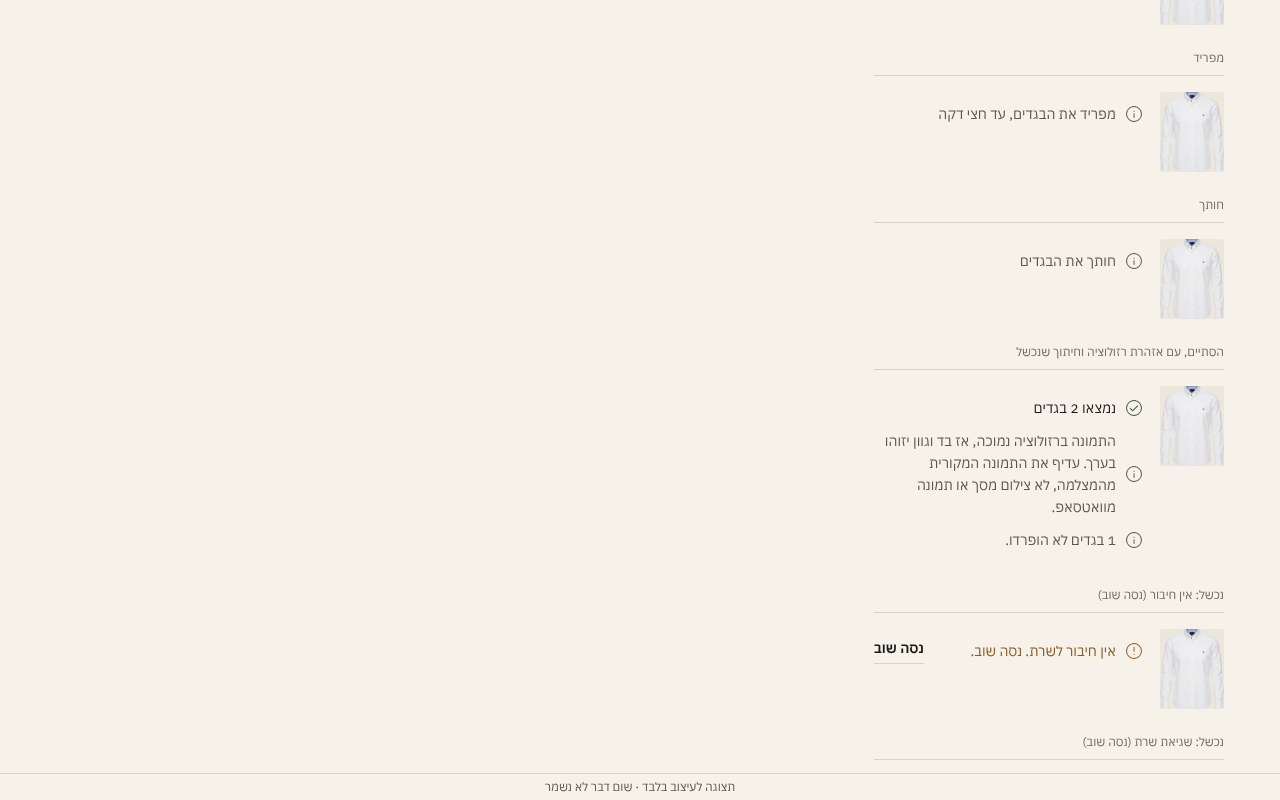 מפריד
מפריד את הבגדים, עד חצי דקה
חותך
חותך את הבגדים
הסתיים, עם אזהרת רזולוציה וחיתוך שנכשל
נמצאו 2 בגדים
התמונה ברזולוציה נמוכה, אז בד וגוון יזוהו
בערך. עדיף את התמונה המקורית
מהמצלמה, לא צילום מסך או תמונה
מוואטסאפ.
1 בגדים לא הופרדו.
נכשל: אין חיבור (נסה שוב)
אין חיבור לשרת. נסה שוב.
נסה שוב
נכשל: שגיאת שרת (נסה שוב)
תצוגה לעיצוב בלבד · שום דבר לא נשמר